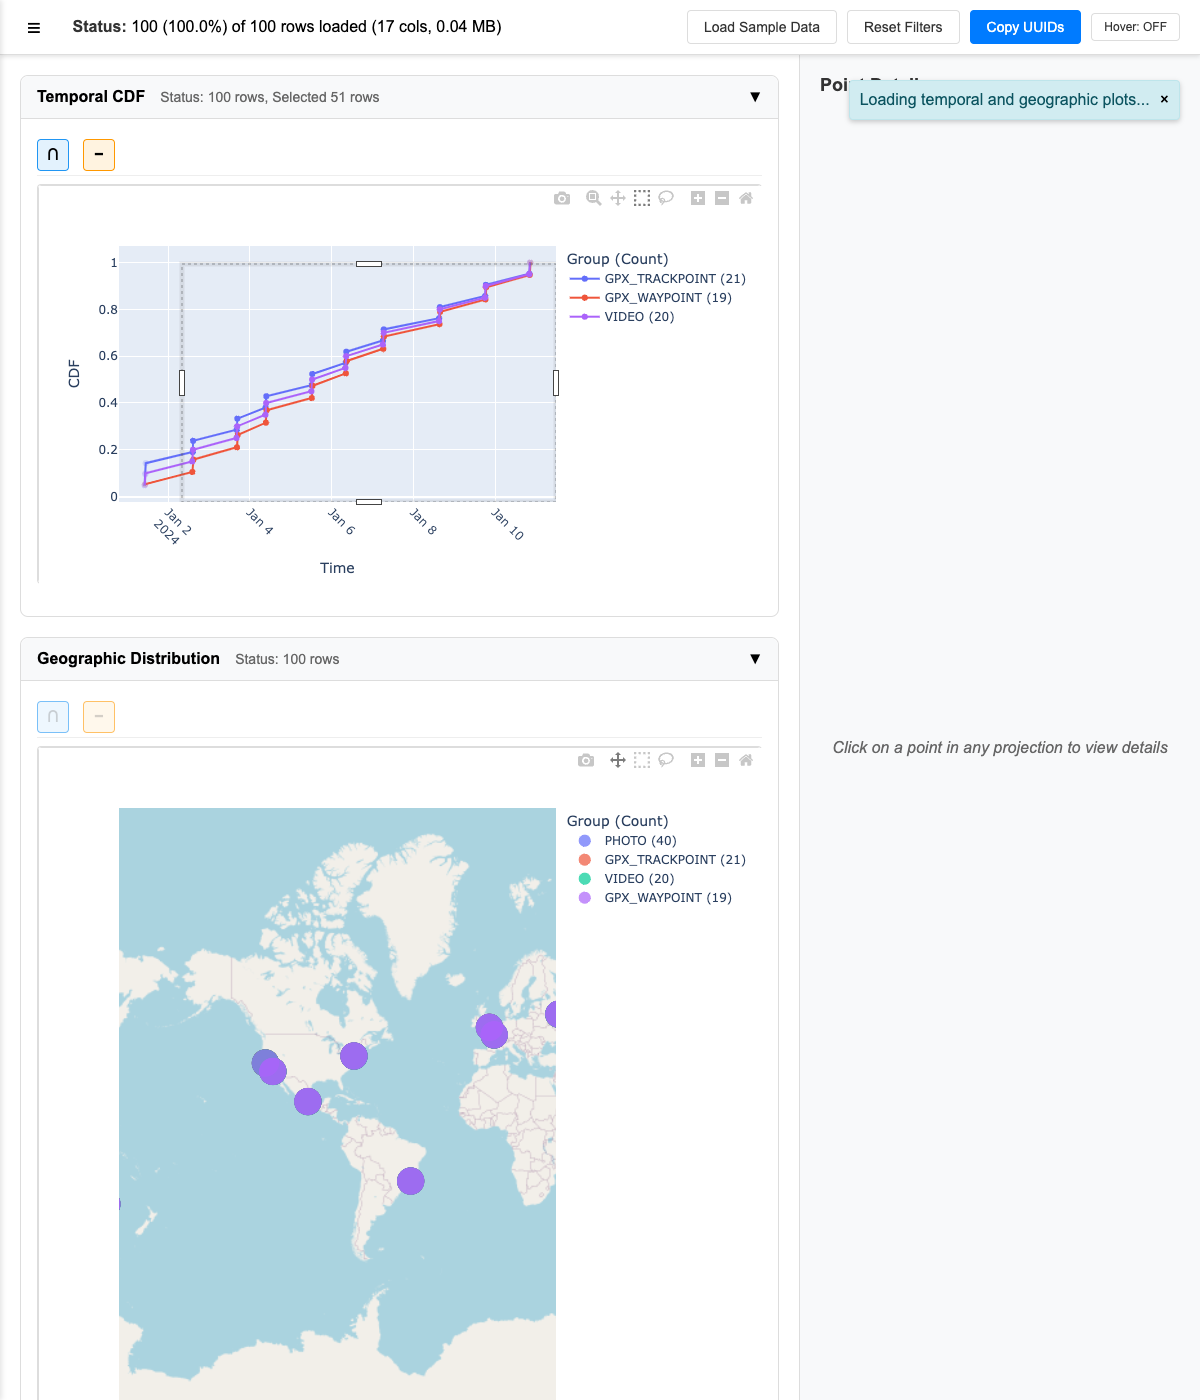 ☰ Status: 100 (100.0%) of 100 rows loaded (17 cols, 0.04 MB) Load Sample Data Reset Filters Copy UUIDs Hover: OFF
Loading temporal and geographic plots... ×
Temporal CDF Status: 100 rows, Selected 51 rows ▼
∩ −
Group (Count)
GPX_TRACKPOINT (21)
GPX_WAYPOINT (19)
VIDEO (20)
1
0.8
0.6
0.4
0.2
0
CDF
Jan 2
2024
Jan 4
Jan 6
Jan 8
Jan 10
Time
Geographic Distribution Status: 100 rows ▼
∩ −
Group (Count)
PHOTO (40)
GPX_TRACKPOINT (21)
VIDEO (20)
GPX_WAYPOINT (19)
Click on a point in any projection to view details